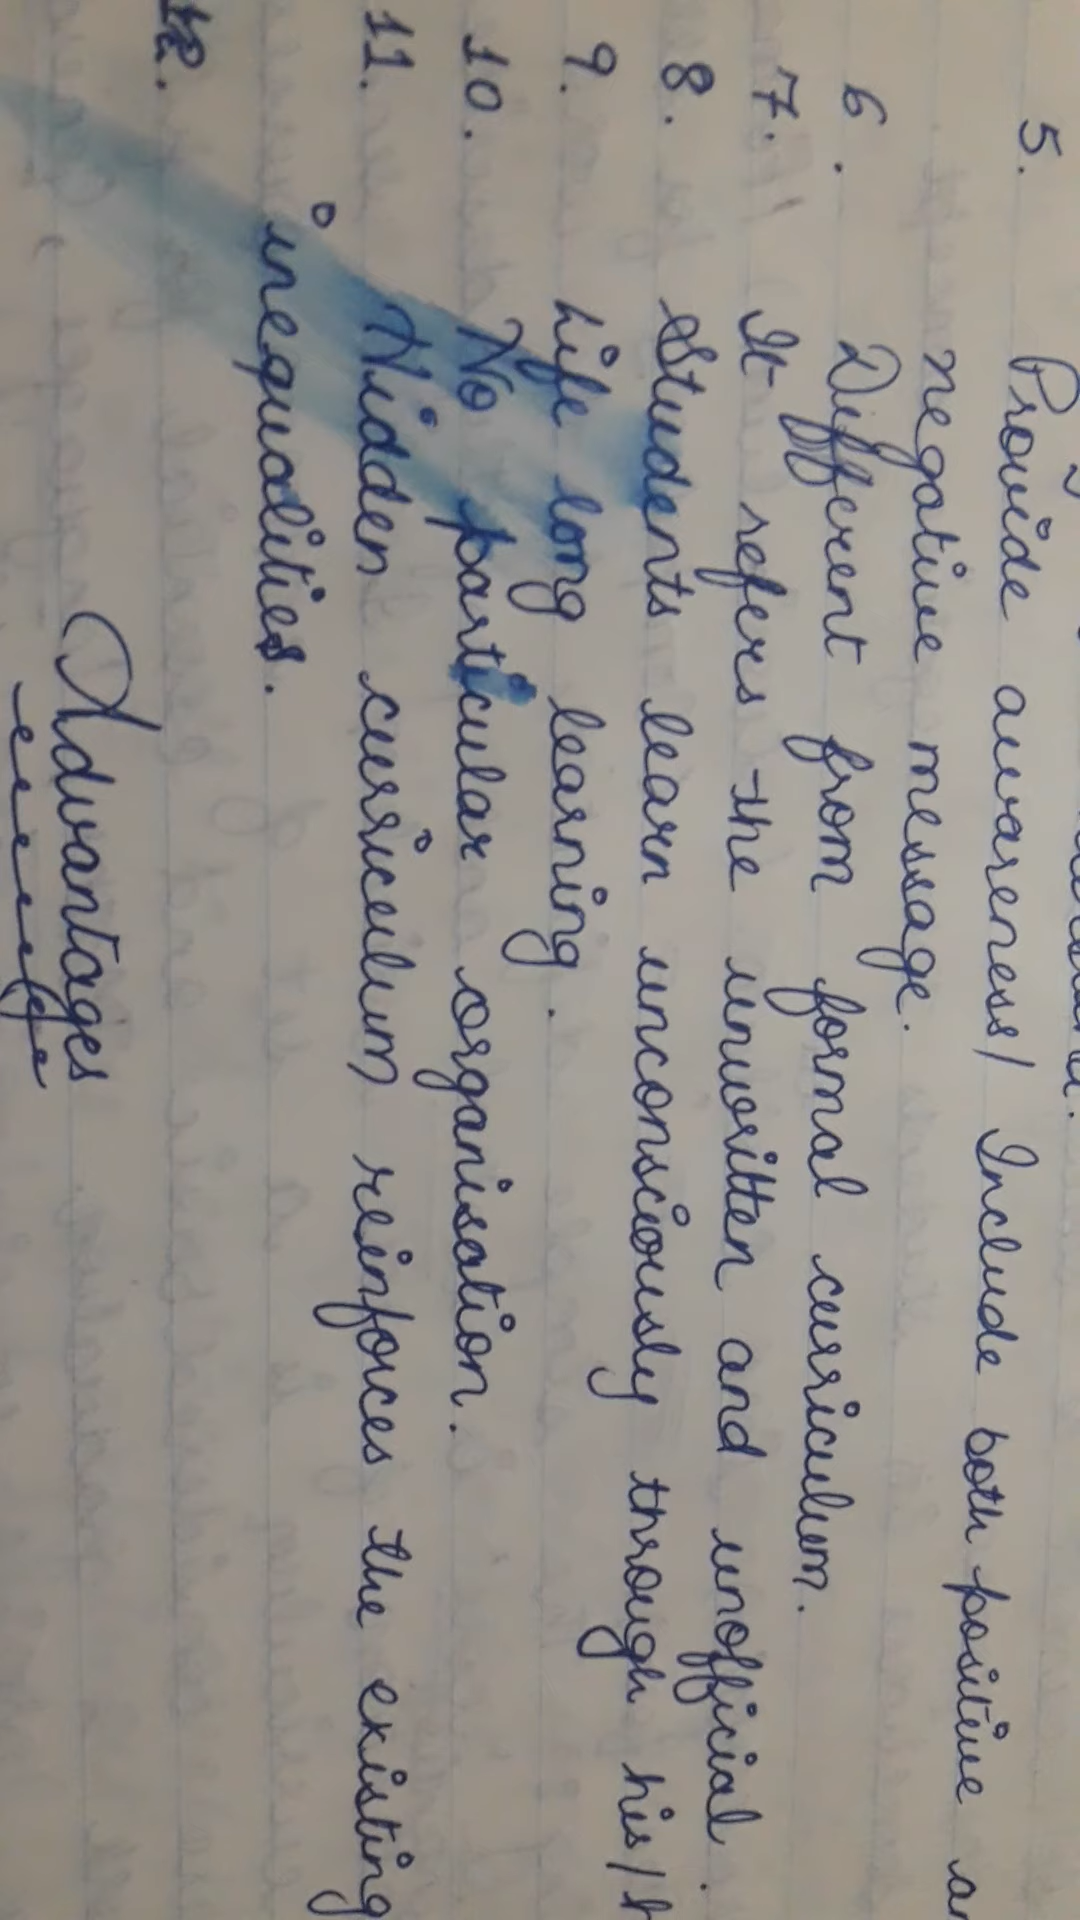 5. Provide awareness/ Include both positive
negative message.
6. Different from formal curriculum.
7. It refers the unwritten and unofficial.
8. Students learn unconsciously through his/
9. Life long learning.
10. No particular organisation.
11. Hidden curriculum reinforces the existing
inequalities.
12.
Advantages